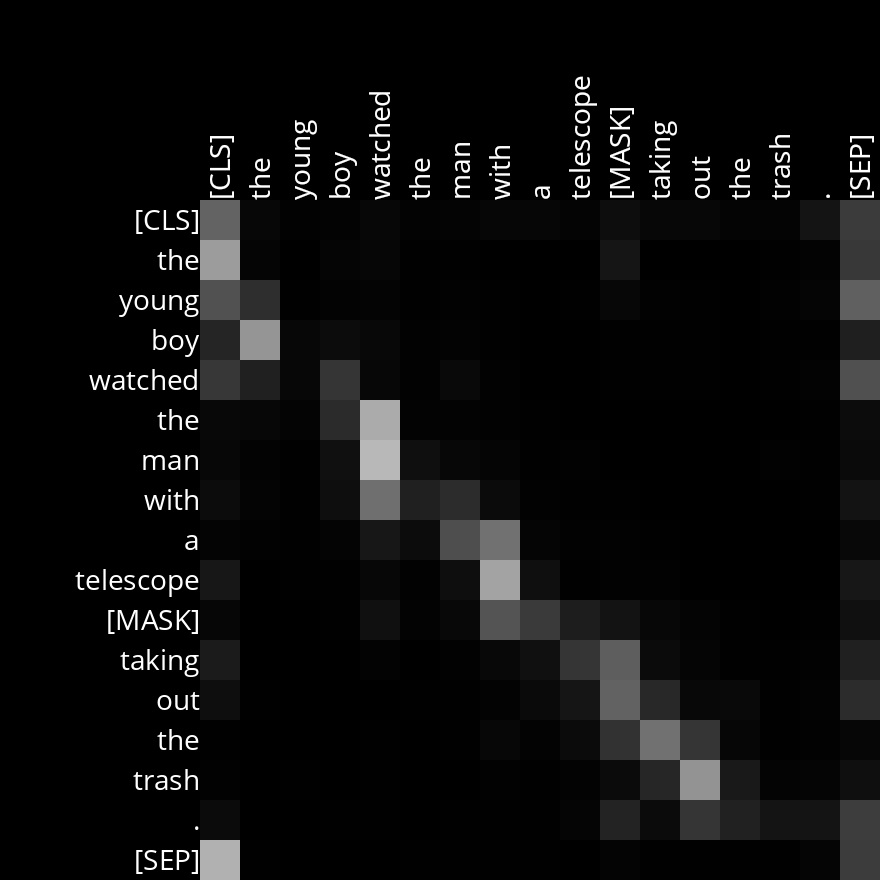 [CLS] the young boy watched the man with a telescope [MASK] taking out the trash . [SEP]
[CLS]
the
young
boy
watched
the
man
with
a
telescope
[MASK]
taking
out
the
trash
.
[SEP]